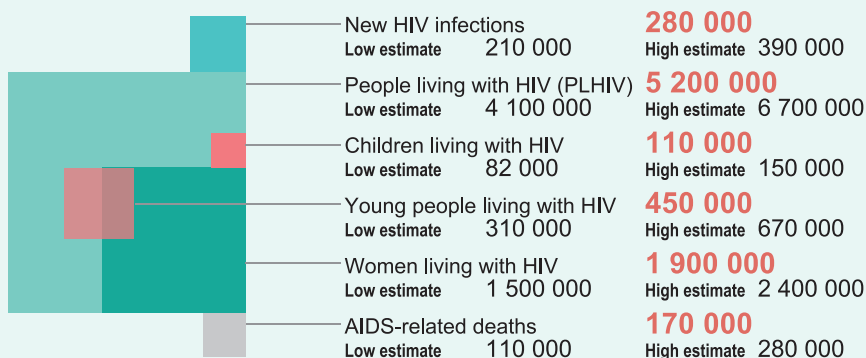 New HIV infections 280 000
Low estimate 210 000 High estimate 390 000
People living with HIV (PLHIV) 5 200 000
Low estimate 4 100 000 High estimate 6 700 000
Children living with HIV 110 000
Low estimate 82 000 High estimate 150 000
Young people living with HIV 450 000
Low estimate 310 000 High estimate 670 000
Women living with HIV 1 900 000
Low estimate 1 500 000 High estimate 2 400 000
AIDS-related deaths 170 000
Low estimate 110 000 High estimate 280 000